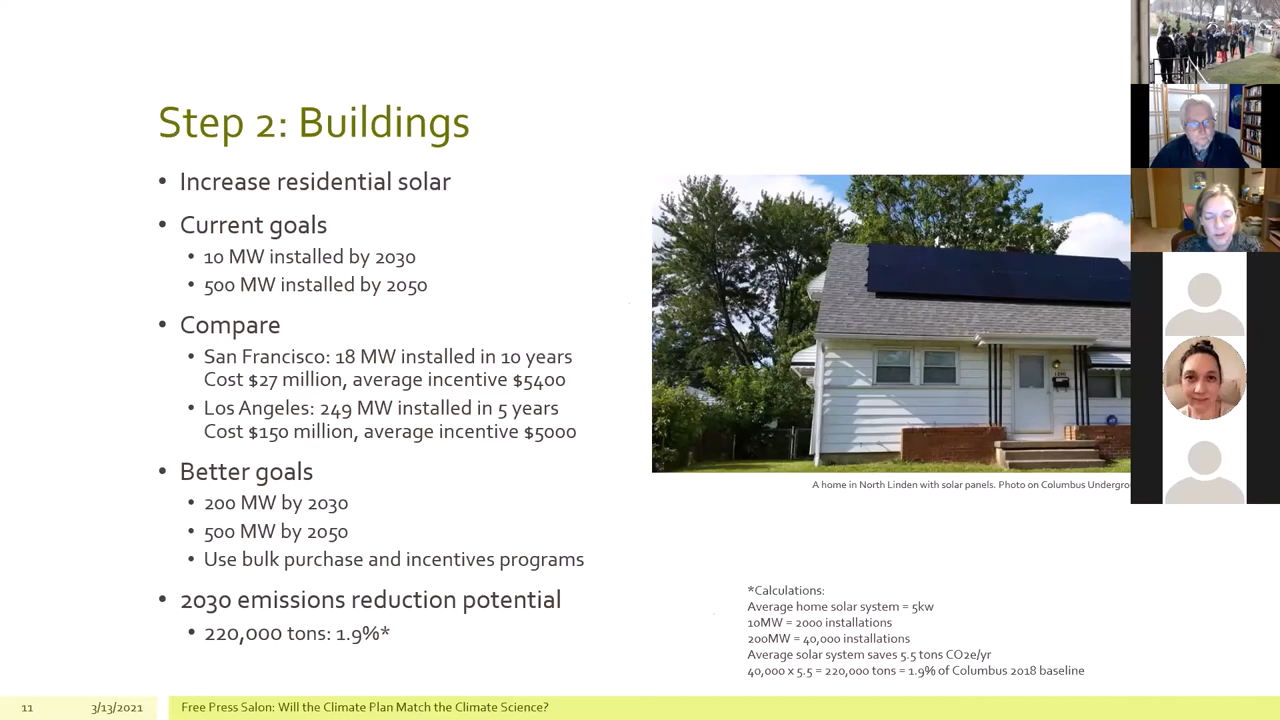 Step 2: Buildings
• Increase residential solar
• Current goals
• 10 MW installed by 2030
• 500 MW installed by 2050
• Compare
• San Francisco: 18 MW installed in 10 years
Cost $27 million, average incentive $5400
• Los Angeles: 249 MW installed in 5 years
Cost $150 million, average incentive $5000
• Better goals
• 200 MW by 2030
• 500 MW by 2050
• Use bulk purchase and incentives programs
• 2030 emissions reduction potential
• 220,000 tons: 1.9%*
A home in North Linden with solar panels. Photo on Columbus
*Calculations:
Average home solar system = 5kw
10MW = 2000 installations
200MW = 40,000 installations
Average solar system saves 5.5 tons CO2e/yr
40,000 x 5.5 = 220,000 tons = 1.9% of Columbus 2018 baseline
11 3/13/2021 Free Press Salon: Will the Climate Plan Match the Climate Science?